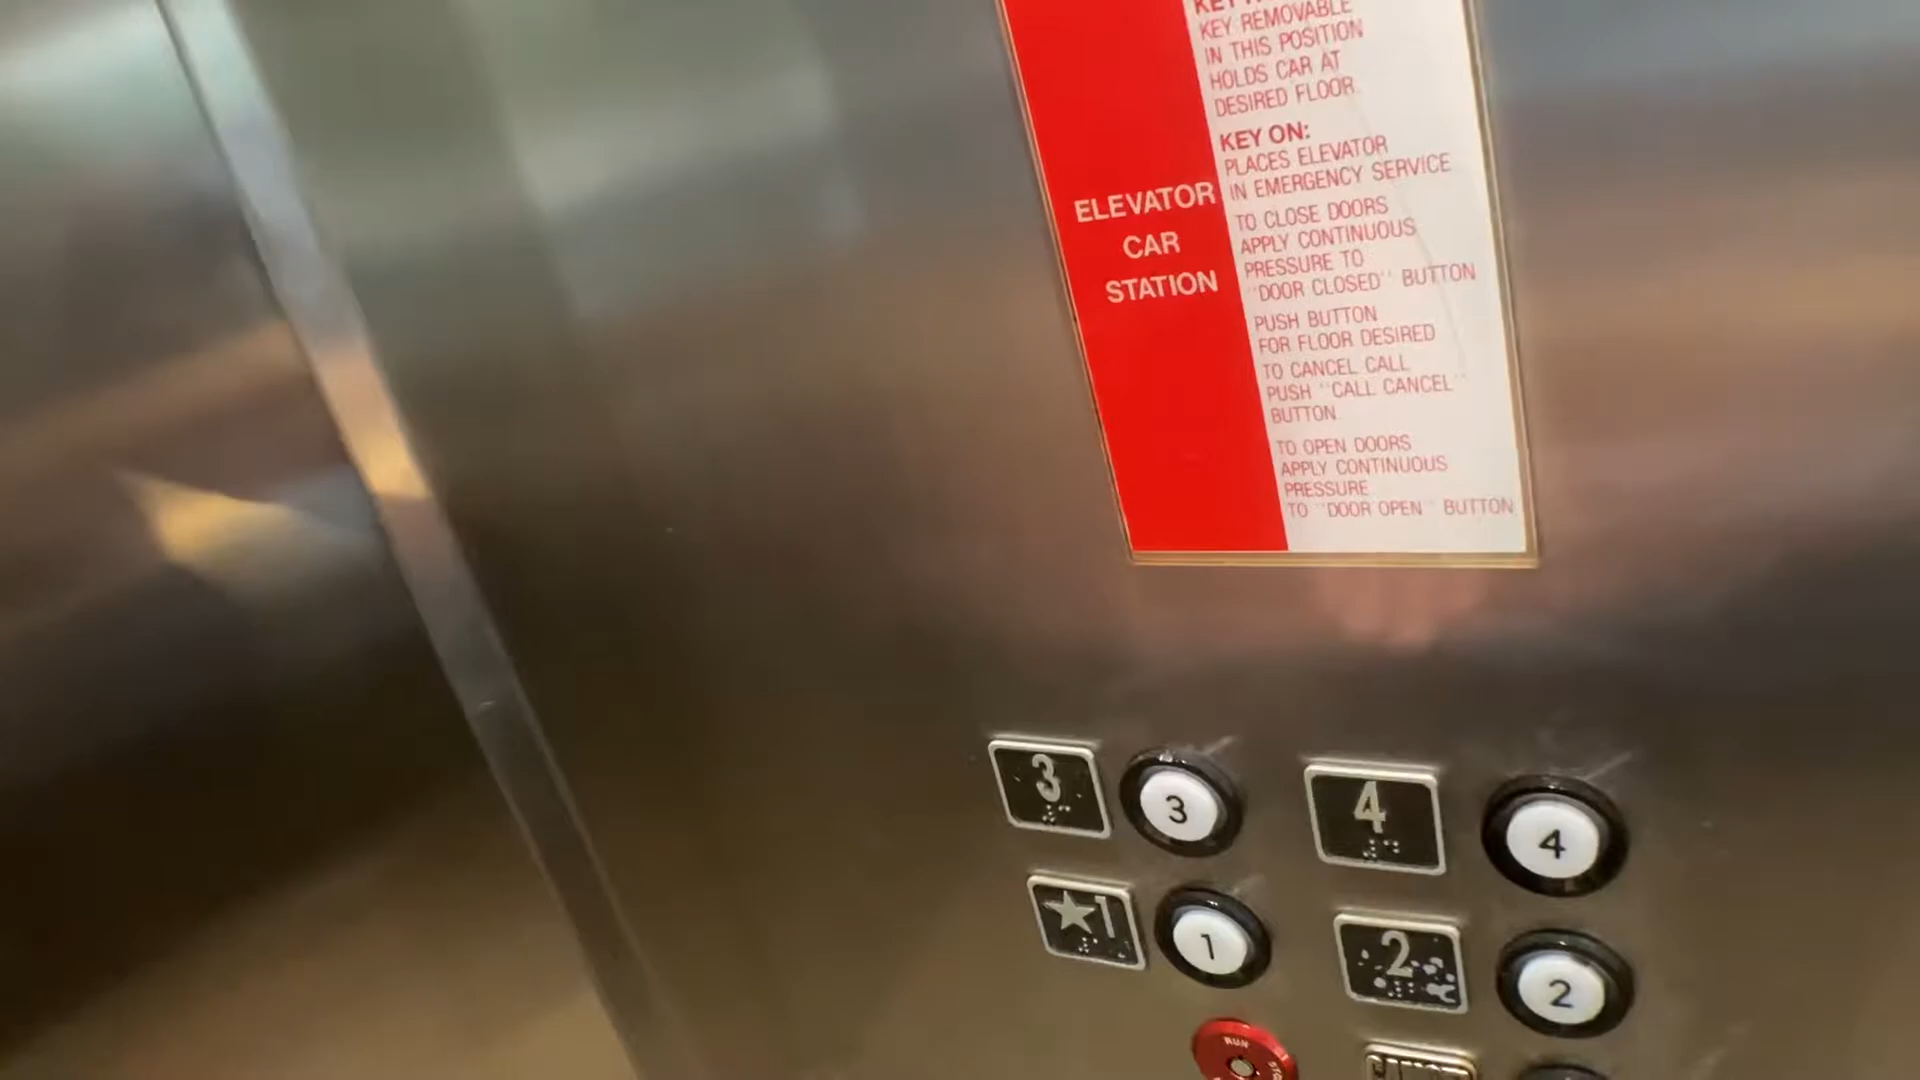 KEY REMOVABLE
IN THIS POSITION
HOLDS CAR AT
DESIRED FLOOR.
KEY ON:
PLACES ELEVATOR
IN EMERGENCY SERVICE
TO CLOSE DOORS
APPLY CONTINUOUS
PRESSURE TO
"DOOR CLOSED" BUTTON
PUSH BUTTON
FOR FLOOR DESIRED
TO CANCEL CALL
PUSH "CALL CANCEL"
BUTTON
TO OPEN DOORS
APPLY CONTINUOUS
PRESSURE
TO "DOOR OPEN" BUTTON
ELEVATOR
CAR
STATION
3 3 4 4
★1 1 2 2
RUN